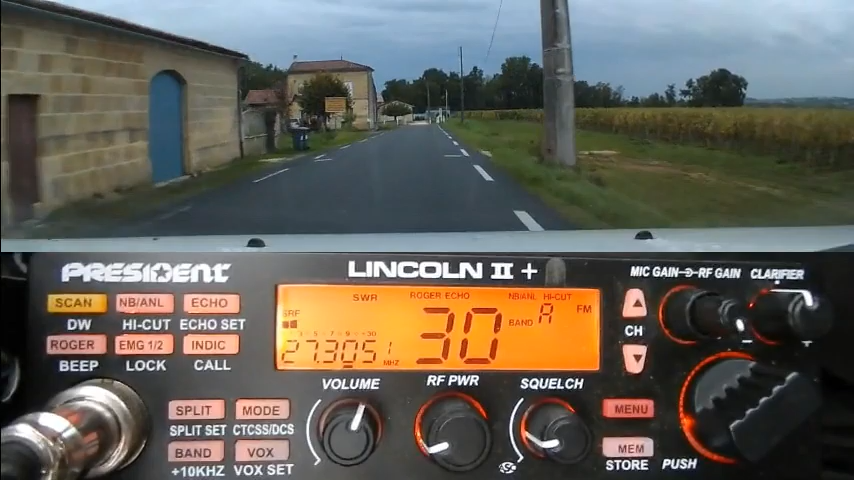 PRESIDENT LINCOLN II +
MIC GAIN RF GAIN CLARIFIER
SCAN NB/ANL ECHO
DW HI-CUT ECHO SET
ROGER EMG 1/2 INDIC
BEEP LOCK CALL
SWR ROGER ECHO NB/ANL HI-CUT
SRF BAND A FM
27.3051 MHZ 30
CH
VOLUME RF PWR SQUELCH
SPLIT MODE
SPLIT SET CTCSS/DCS
BAND VOX
+10KHZ VOX SET
MENU
MEM
STORE PUSH
ASC